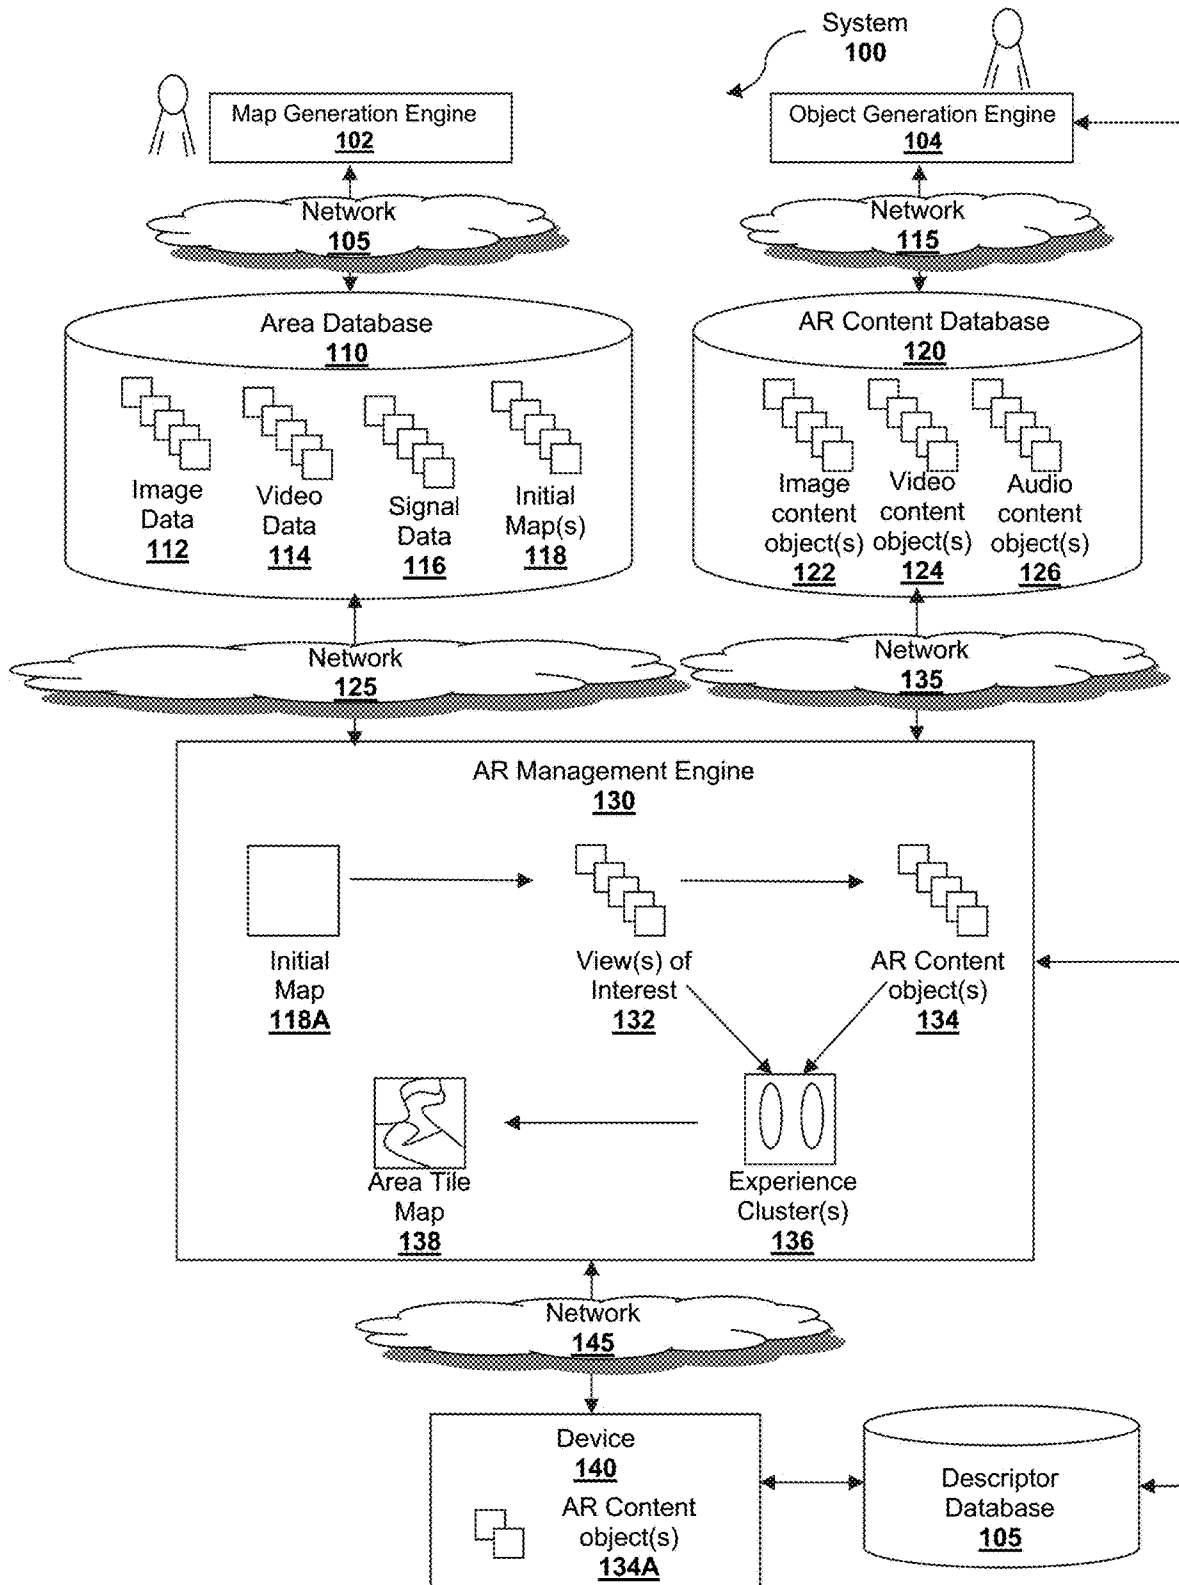 System
100
Map Generation Engine
102
Object Generation Engine
104
Network
105
Network
115
Area Database
110
AR Content Database
120
Image
Data
112
Video
Data
114
Signal
Data
116
Initial
Map(s)
118
Image
content
object(s)
122
Video
content
object(s)
124
Audio
content
object(s)
126
Network
125
Network
135
AR Management Engine
130
Initial
Map
118A
View(s) of
Interest
132
AR Content
object(s)
134
Area Tile
Map
138
Experience
Cluster(s)
136
Network
145
Device
140
AR Content
object(s)
134A
Descriptor
Database
105